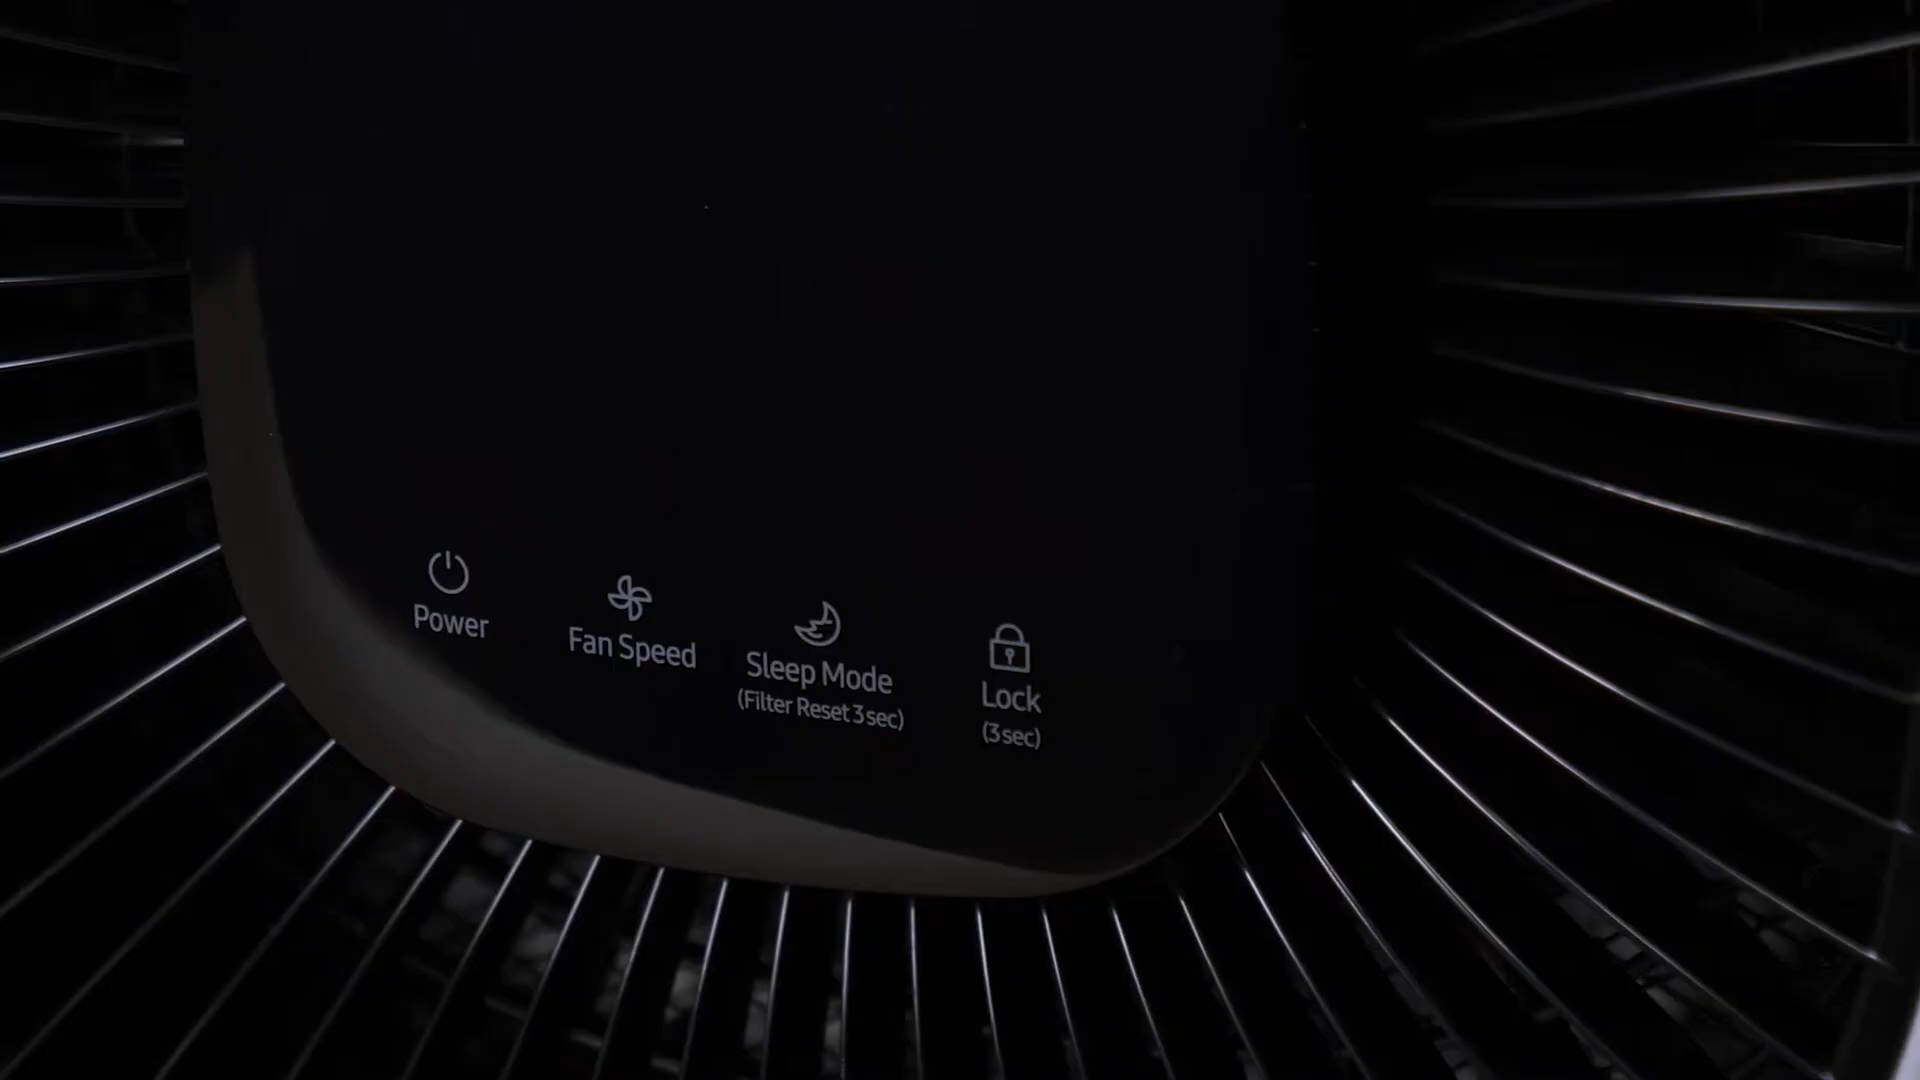 Power
Fan Speed
Sleep Mode
(Filter Reset 3 sec)
Lock
(3 sec)